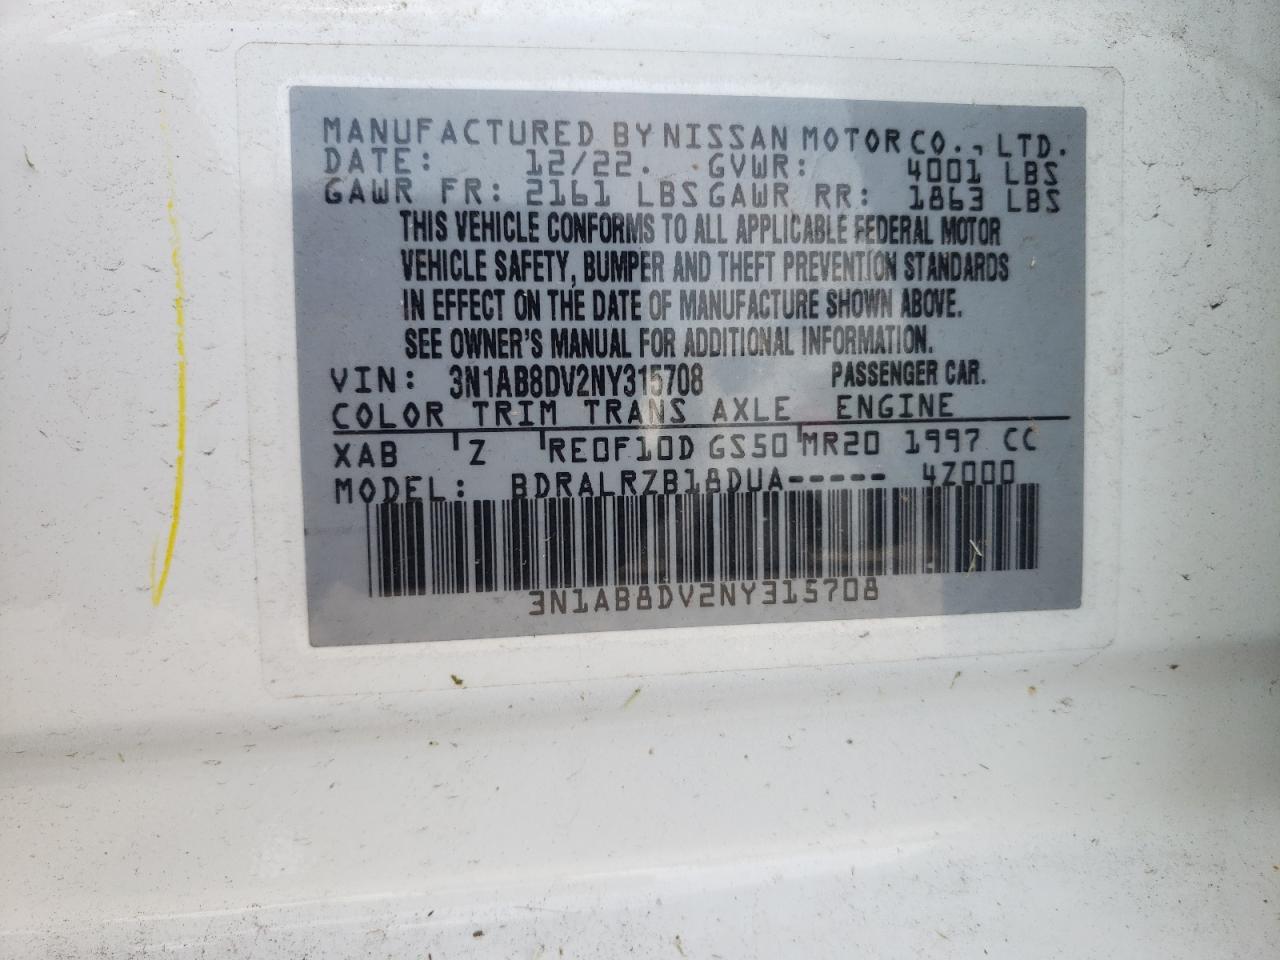 MANUFACTURED BY NISSAN MOTOR CO., LTD.
DATE: 12/22. GVWR: 4001 LBS
GAWR FR: 2161 LBS GAWR RR: 1863 LBS
THIS VEHICLE CONFORMS TO ALL APPLICABLE FEDERAL MOTOR
VEHICLE SAFETY, BUMPER AND THEFT PREVENTION STANDARDS
IN EFFECT ON THE DATE OF MANUFACTURE SHOWN ABOVE.
SEE OWNER'S MANUAL FOR ADDITIONAL INFORMATION.
VIN: 3N1AB8DV2NY315708 PASSENGER CAR.
COLOR TRIM TRANS AXLE ENGINE
XAB Z RE0F10D GS50 MR20 1997 CC
MODEL: BDRALRZB18DUA----- 4Z000
3N1AB8DV2NY315708